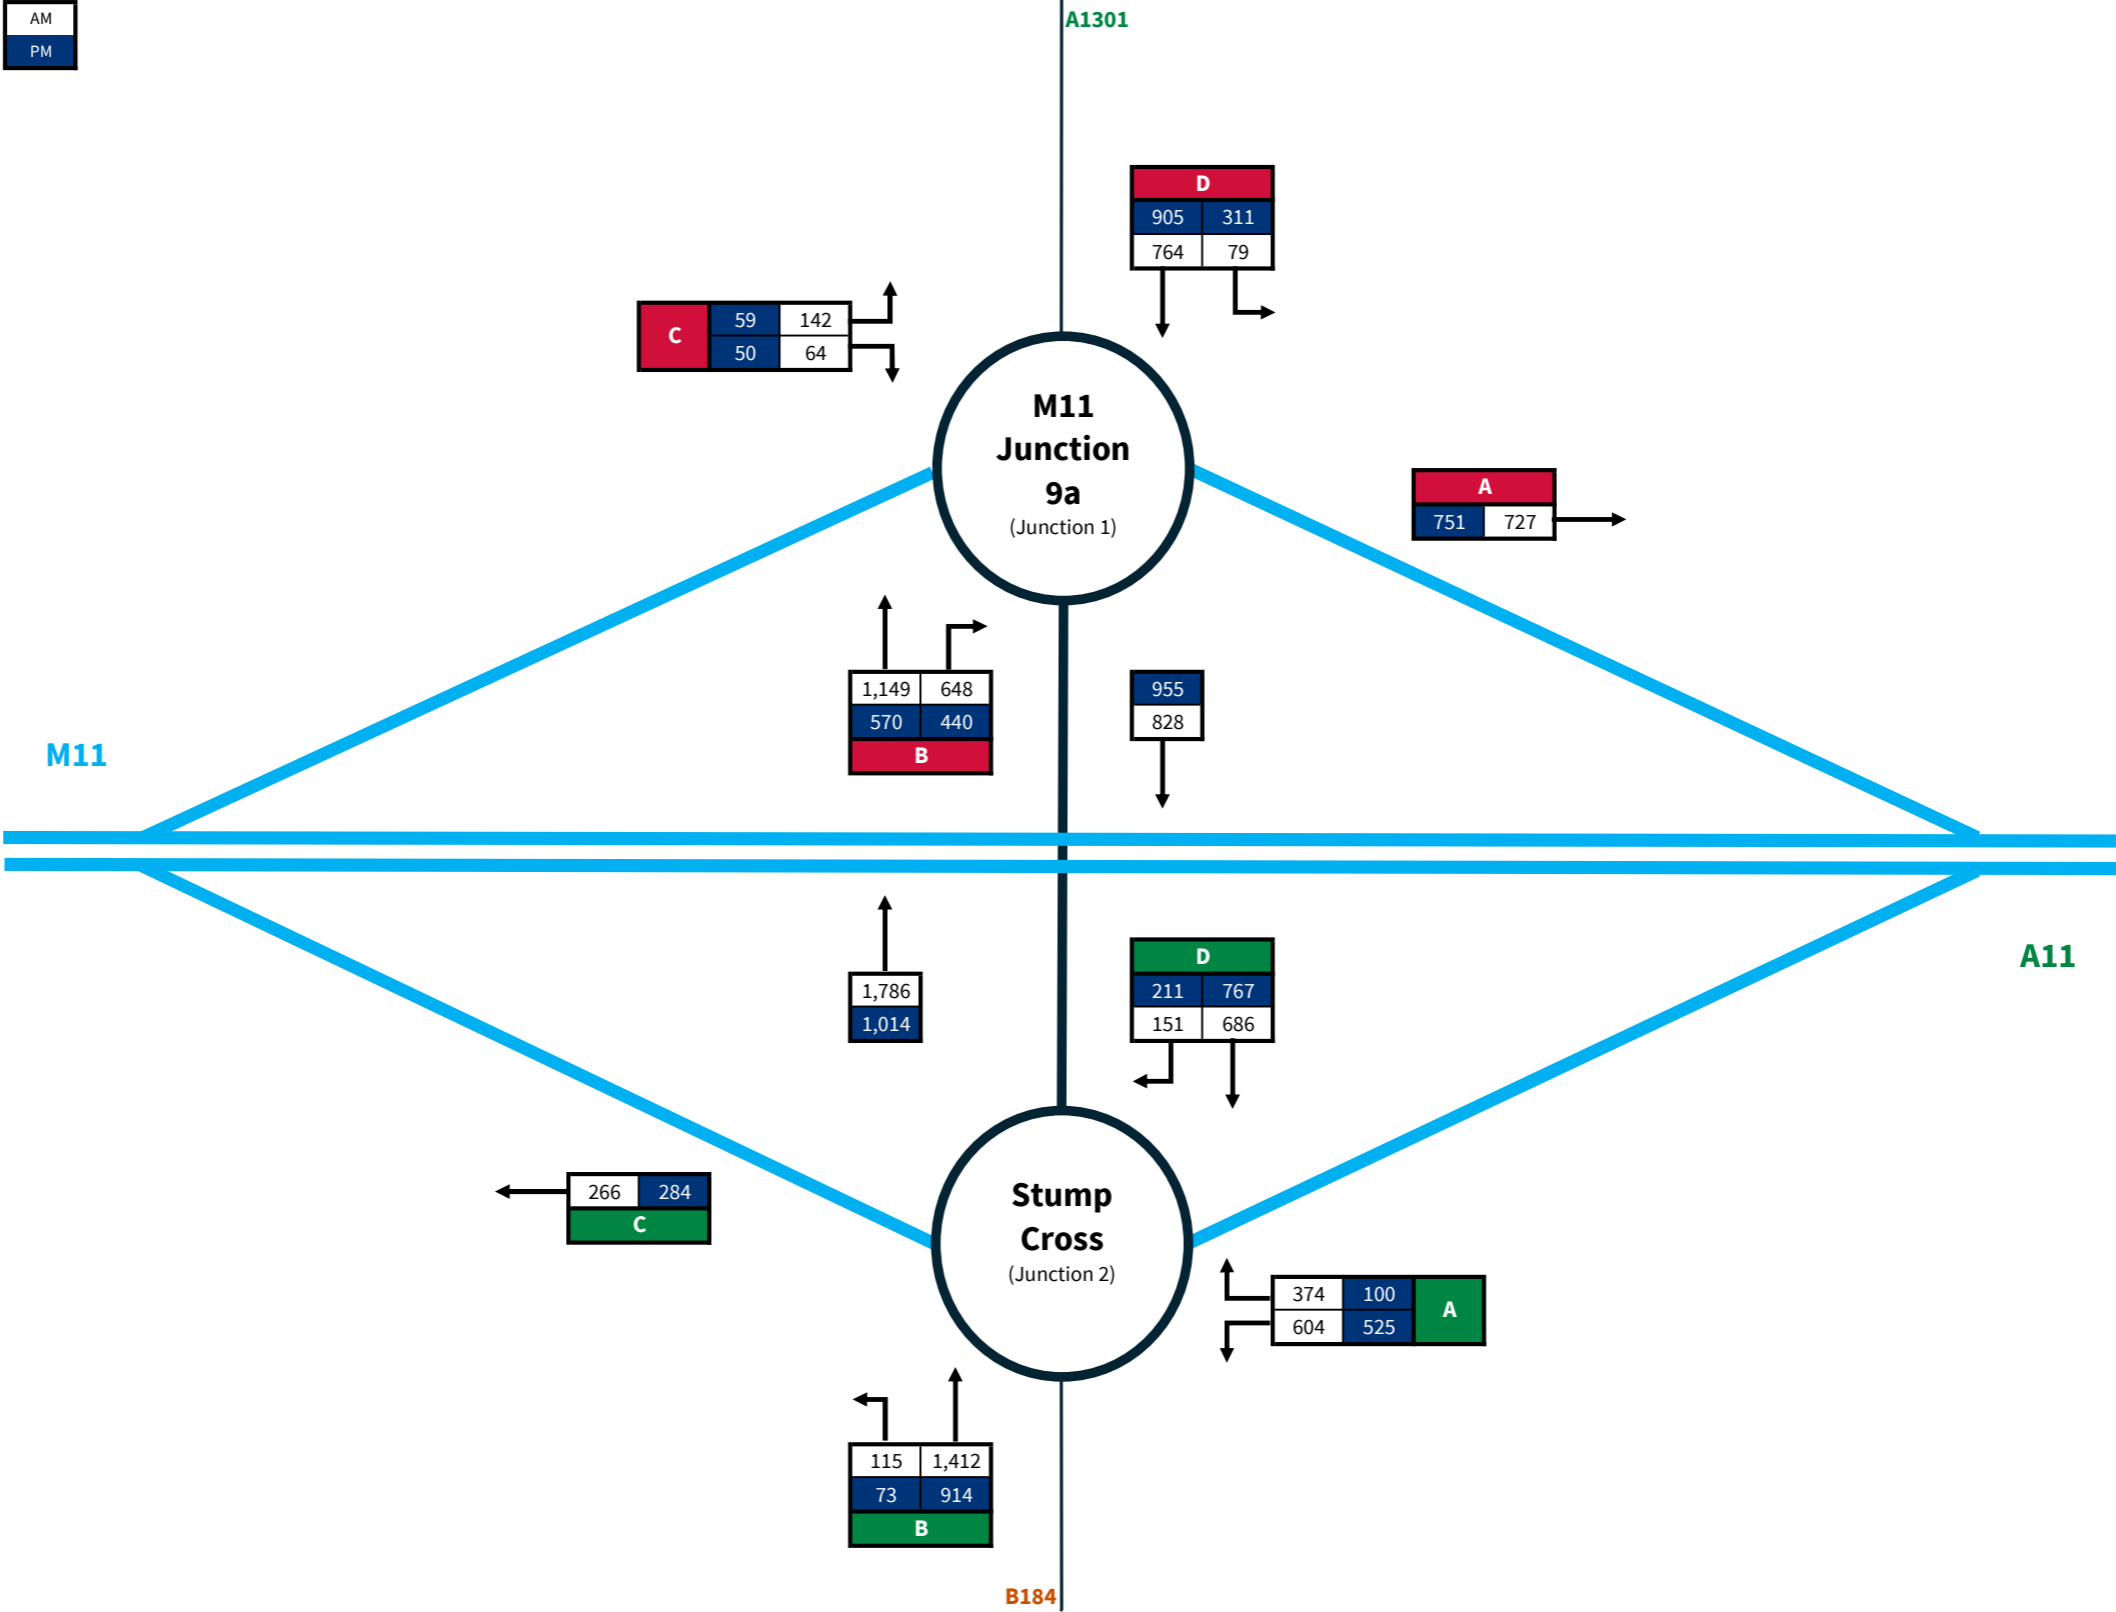 AM
PM
A1301
D
905 311
764 79
C
59 142
50 64
M11
Junction
9a
(Junction 1)
A
751 727
1,149 648
570 440
B
955
828
M11
1,786
1,014
D
211 767
151 686
A11
266 284
C
Stump
Cross
(Junction 2)
374 100
604 525
A
115 1,412
73 914
B
B184